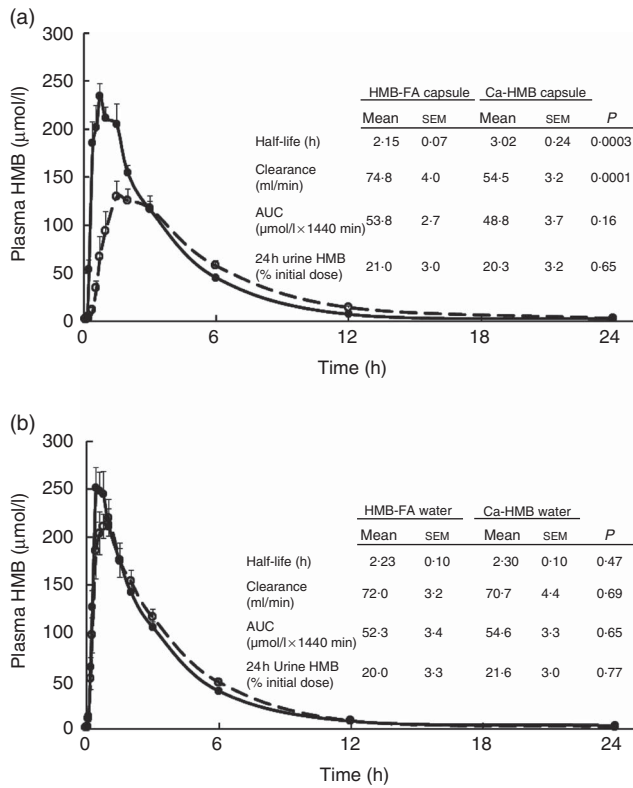 (a)
300
250
200
150
100
50
0
Plasma HMB (µmol/l)
0 6 12 18 24
Time (h)
HMB-FA capsule Ca-HMB capsule
Mean SEM Mean SEM P
Half-life (h) 2·15 0·07 3·02 0·24 0·0003
Clearance
(ml/min) 74·8 4·0 54·5 3·2 0·0001
AUC
(µmol/l×1440 min) 53·8 2·7 48·8 3·7 0·16
24h urine HMB
(% initial dose) 21·0 3·0 20·3 3·2 0·65
(b)
300
250
200
150
100
50
0
Plasma HMB (µmol/l)
0 6 12 18 24
Time (h)
HMB-FA water Ca-HMB water
Mean SEM Mean SEM P
Half-life (h) 2·23 0·10 2·30 0·10 0·47
Clearance
(ml/min) 72·0 3·2 70·7 4·4 0·69
AUC
(µmol/l×1440 min) 52·3 3·4 54·6 3·3 0·65
24h Urine HMB
(% initial dose) 20·0 3·3 21·6 3·0 0·77